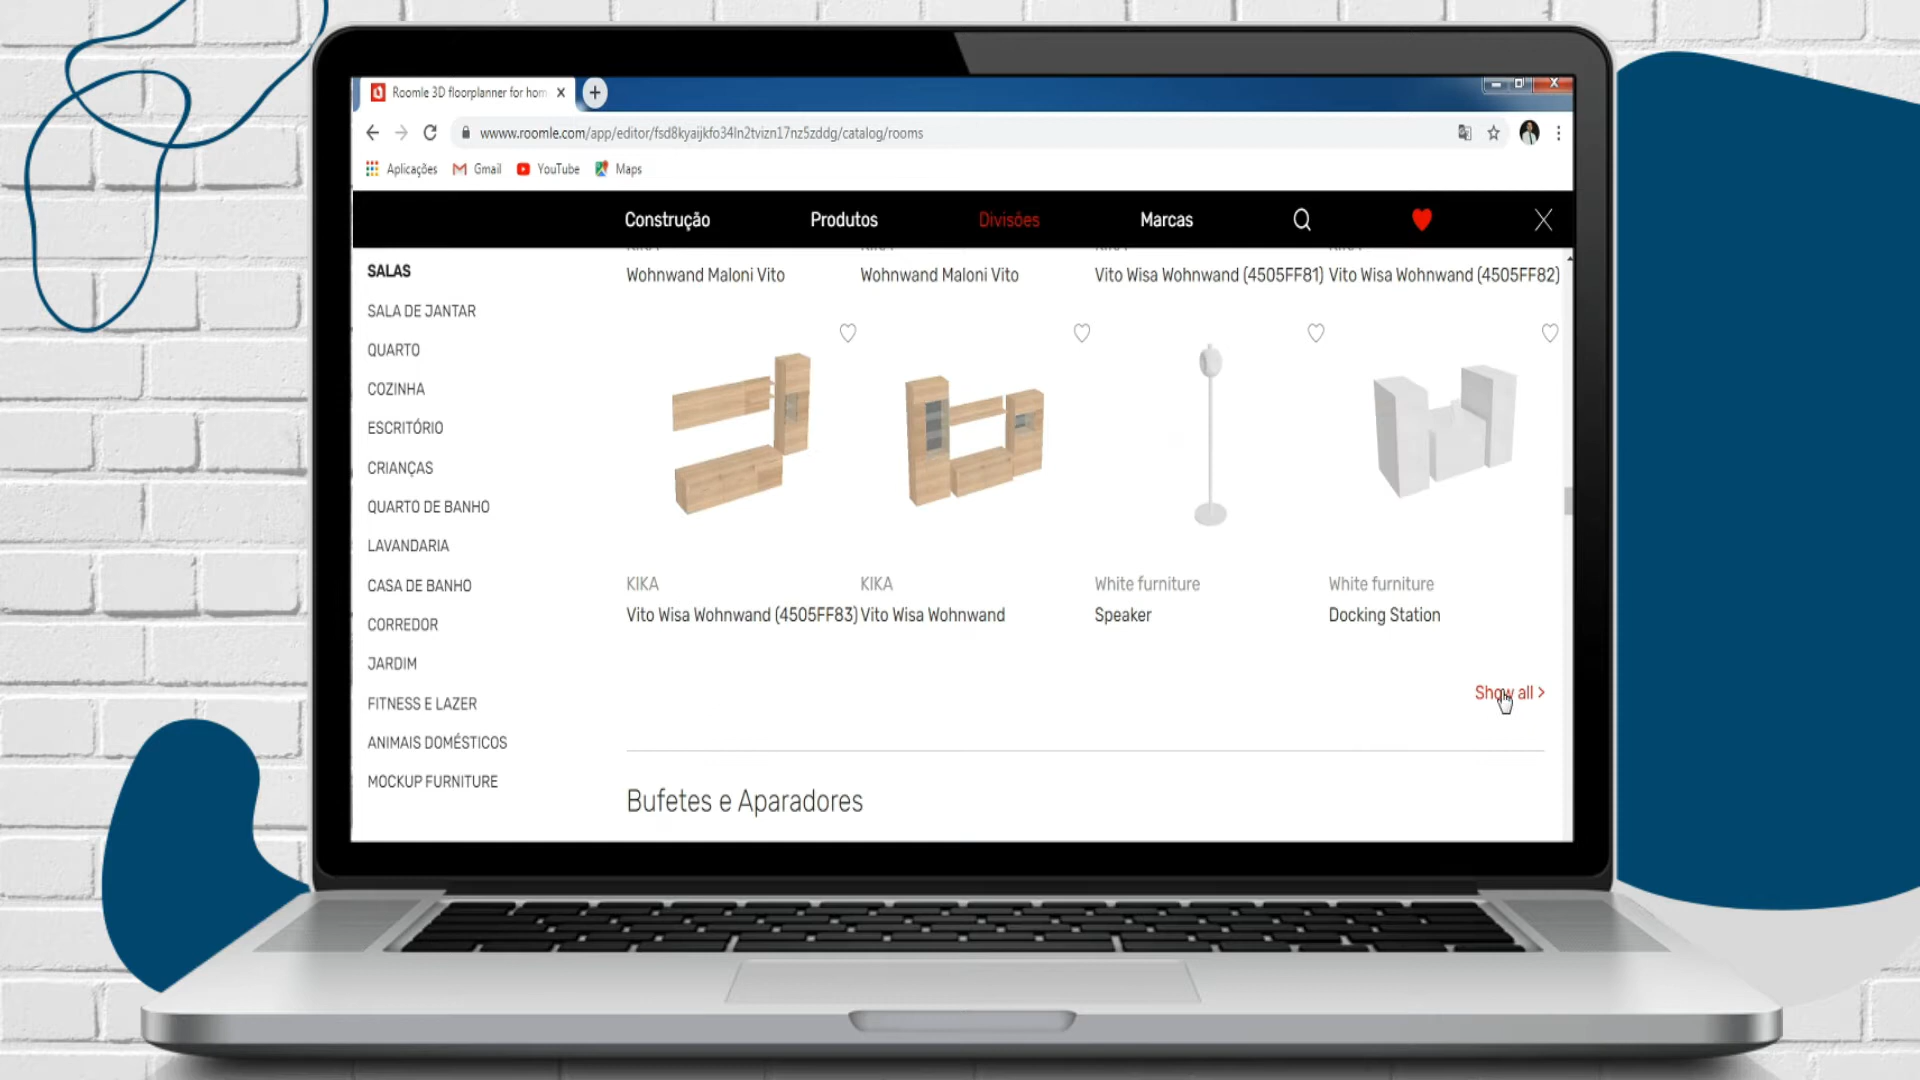 Roomle 3D floorplanner for hom
wwww.roomle.com/app/editor/fsd8kyaijkfo34ln2tvizn17nz5zddg/catalog/rooms
Aplicações Gmail YouTube Maps
Construção Produtos Divisões Marcas
SALAS
SALA DE JANTAR
QUARTO
COZINHA
ESCRITÓRIO
CRIANÇAS
QUARTO DE BANHO
LAVANDARIA
CASA DE BANHO
CORREDOR
JARDIM
FITNESS E LAZER
ANIMAIS DOMÉSTICOS
MOCKUP FURNITURE
Wohnwand Maloni Vito Wohnwand Maloni Vito Vito Wisa Wohnwand (4505FF81) Vito Wisa Wohnwand (4505FF82)
KIKA KIKA White furniture White furniture
Vito Wisa Wohnwand (4505FF83) Vito Wisa Wohnwand Speaker Docking Station
Show all >
Bufetes e Aparadores